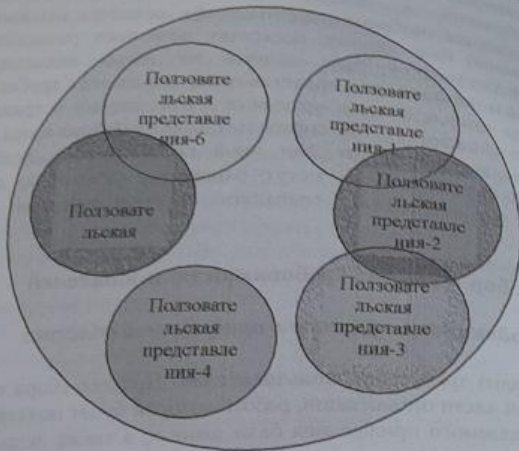 Ползовате
льская
представле
ния-6
Ползовате
льская
представле
ния-1
Ползовате
льская
Ползовате
льская
представле
ния-2
Ползовате
льская
представле
ния-4
Ползовате
льская
представле
ния-3